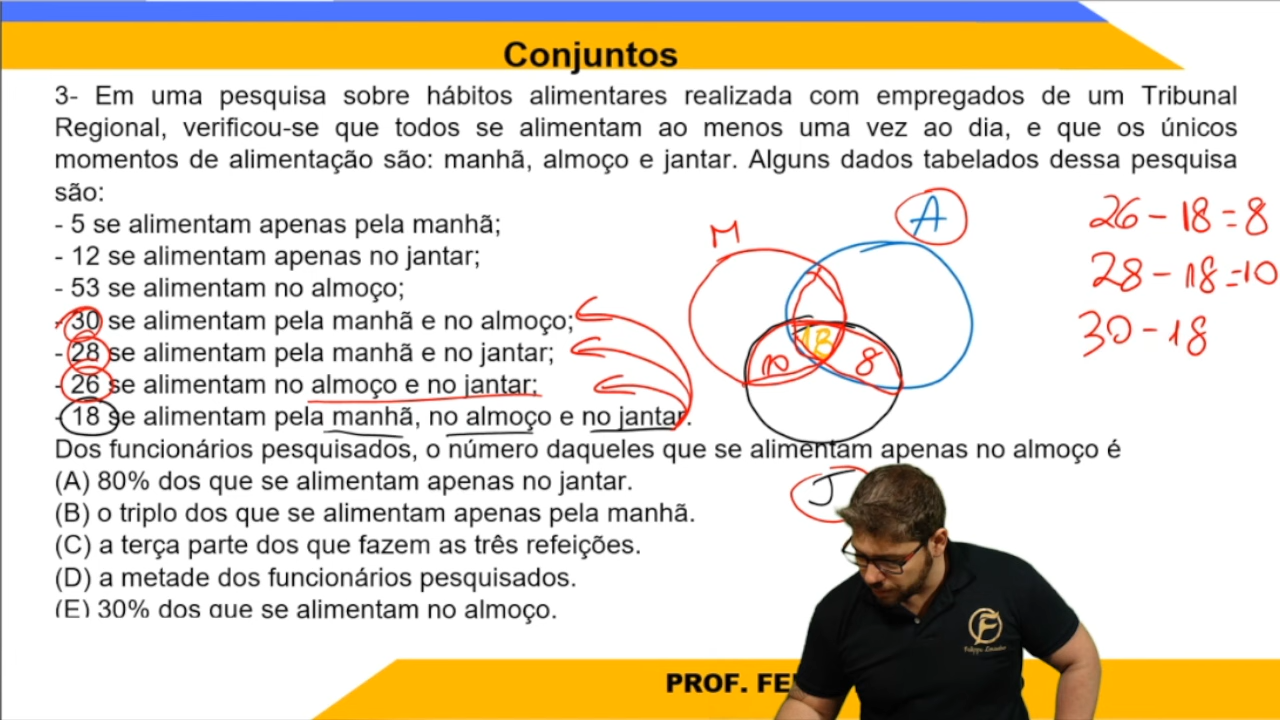 Conjuntos
3- Em uma pesquisa sobre hábitos alimentares realizada com empregados de um Tribunal
Regional, verificou-se que todos se alimentam ao menos uma vez ao dia, e que os únicos
momentos de alimentação são: manhã, almoço e jantar. Alguns dados tabelados dessa pesquisa
são:
- 5 se alimentam apenas pela manhã;
- 12 se alimentam apenas no jantar;
- 53 se alimentam no almoço;
- 30 se alimentam pela manhã e no almoço;
- 28 se alimentam pela manhã e no jantar;
- 26 se alimentam no almoço e no jantar;
- 18 se alimentam pela manhã, no almoço e no jantar.
Dos funcionários pesquisados, o número daqueles que se alimentam apenas no almoço é
(A) 80% dos que se alimentam apenas no jantar.
(B) o triplo dos que se alimentam apenas pela manhã.
(C) a terça parte dos que fazem as três refeições.
(D) a metade dos funcionários pesquisados.
(E) 30% dos que se alimentam no almoço.
M
A
18
10
8
J
26 - 18 = 8
28 - 18 = 10
30 - 18
PROF. FE